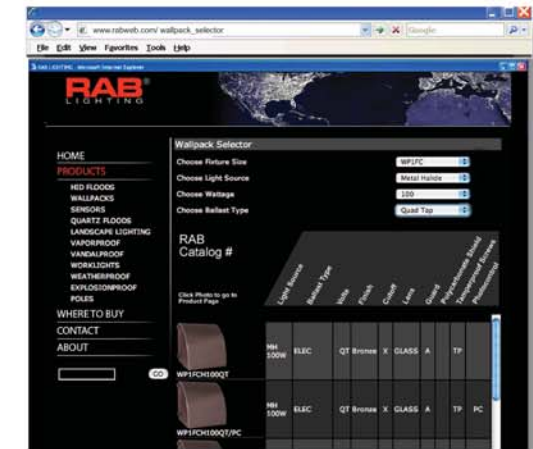 www.rabweb.com/ wallpack_selector
Google
File Edit View Favorites Tools Help
RAB LIGHTING - Microsoft Internet Explorer
RAB®
LIGHTING
Wallpack Selector
HOME
PRODUCTS
HID FLOODS
WALLPACKS
SENSORS
QUARTZ FLOODS
LANDSCAPE LIGHTING
VAPORPROOF
VANDALPROOF
WORKLIGHTS
WEATHERPROOF
EXPLOSIONPROOF
POLES
WHERE TO BUY
CONTACT
ABOUT
GO
Choose Fixture Size WP1FC
Choose Light Source Metal Halide
Choose Wattage 100
Choose Ballast Type Quad Tap
RAB
Catalog #
Click Photo to go to
Product Page
Light Source
Ballast Type
Volts
Finish
Cutoff
Lens
Guard
Polycarbonate Shield
Tamperproof Screws
Photocontrol
MH
100W ELEC QT Bronze X GLASS A TP
WP1FCH100QT
MH
100W ELEC QT Bronze X GLASS A TP PC
WP1FCH100QT/PC